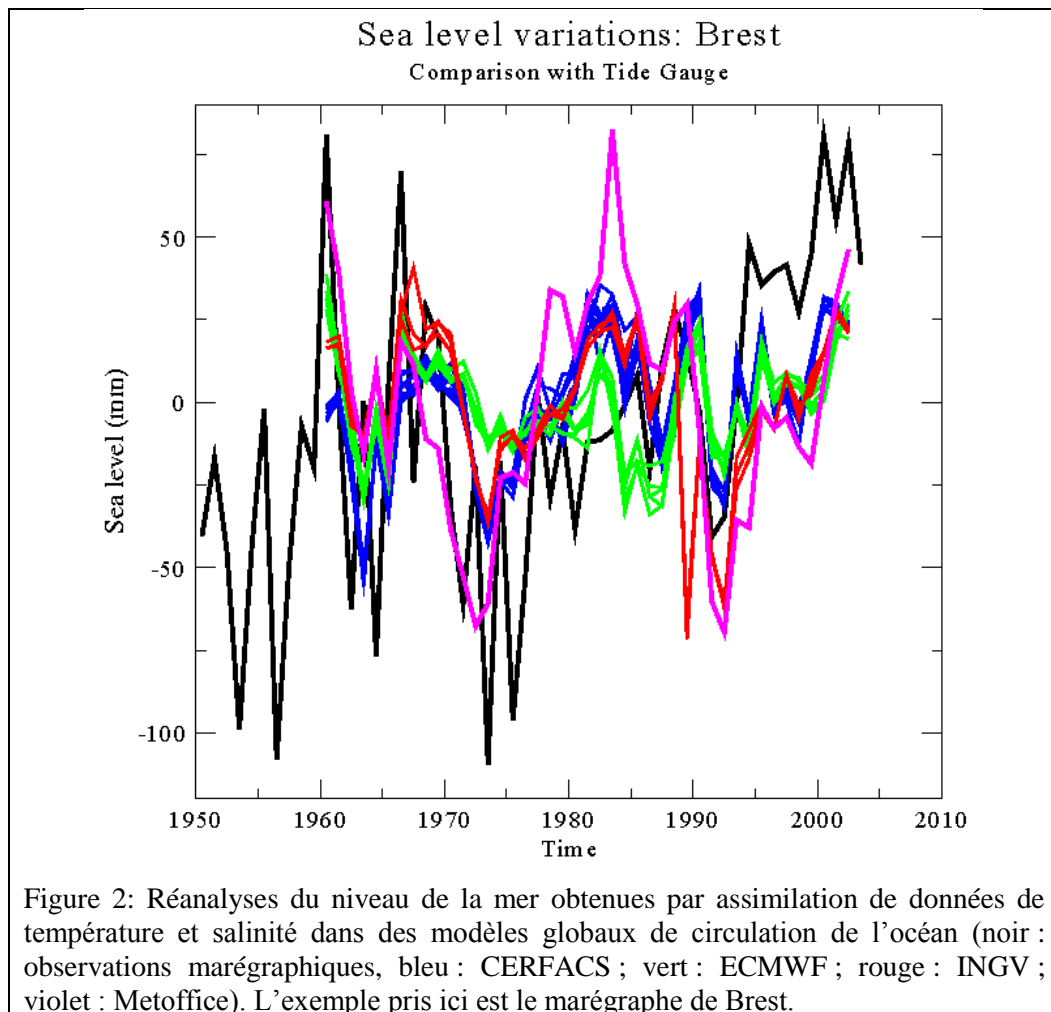 Sea level variations: Brest
Comparison with Tide Gauge
50
0
-50
-100
Sea level (mm)
1950 1960 1970 1980 1990 2000 2010
Time
Figure 2: Réanalyses du niveau de la mer obtenues par assimilation de données de
température et salinité dans des modèles globaux de circulation de l’océan (noir :
observations marégraphiques, bleu : CERFACS ; vert : ECMWF ; rouge : INGV ;
violet : Metoffice). L’exemple pris ici est le marégraphe de Brest.